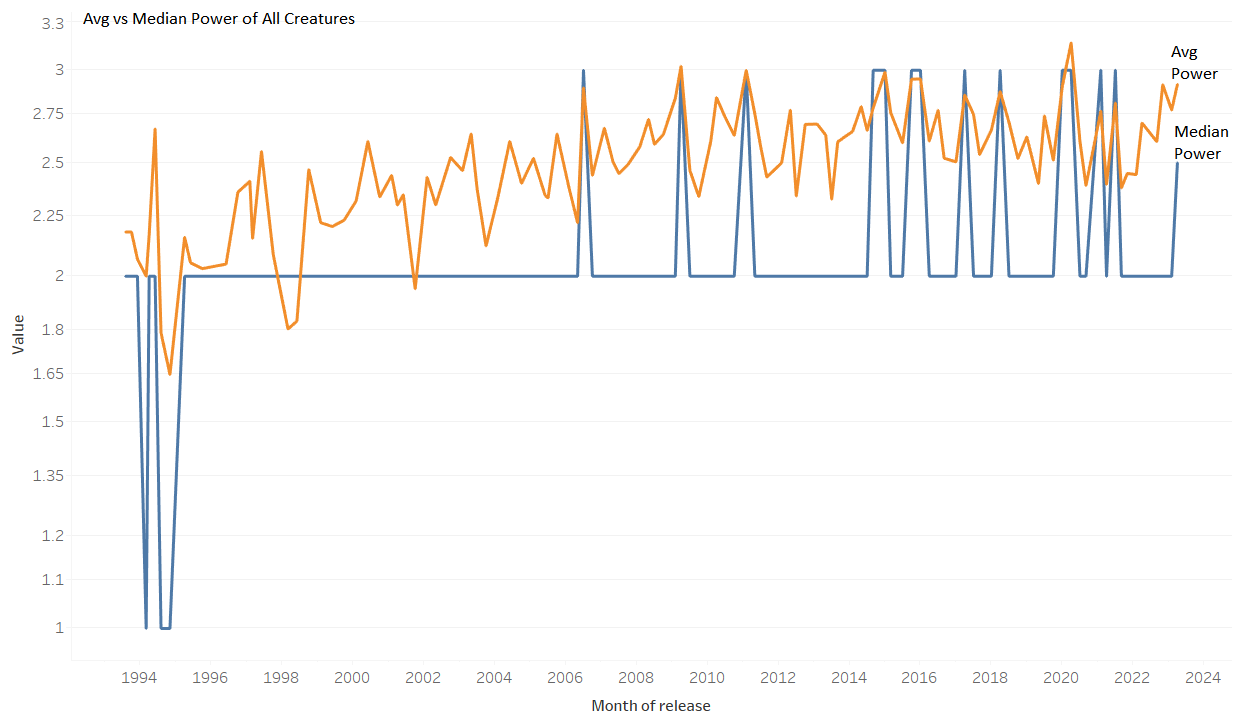 Avg vs Median Power of All Creatures
3.3
3
2.75
2.5
2.25
2
1.8
1.65
1.5
1.35
1.2
1.1
1
Value
Avg
Power
Median
Power
1994 1996 1998 2000 2002 2004 2006 2008 2010 2012 2014 2016 2018 2020 2022 2024
Month of release